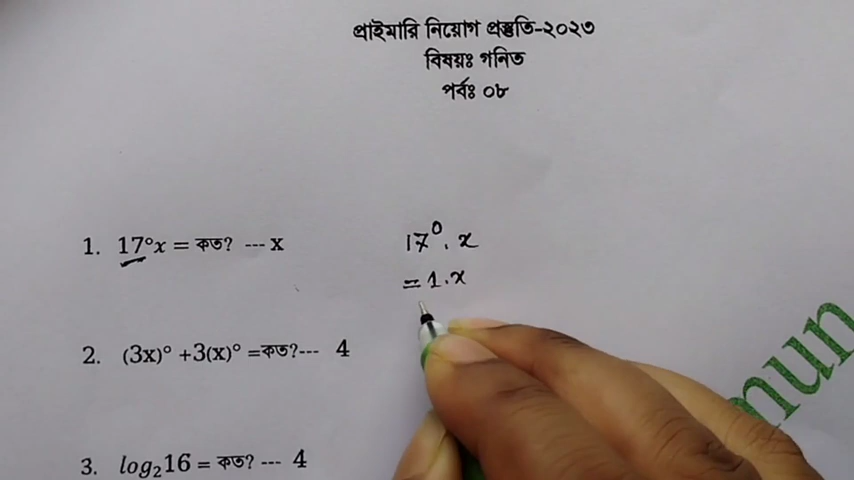 প্রাইমারি নিয়োগ প্রস্তুতি-২০২৩
বিষয়ঃ গনিত
পর্বঃ ০৮
1. 17°x = কত? --- x
17⁰. x
= 1. x
2. (3x)° +3(x)° =কত?--- 4
3. log₂16 = কত? --- 4
mun